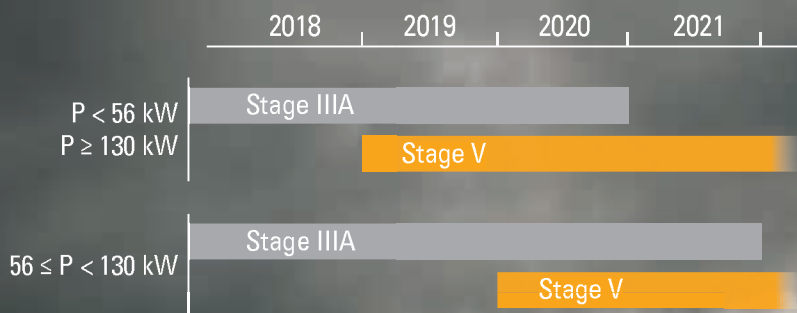 2018 2019 2020 2021
P < 56 kW
P ≥ 130 kW
Stage IIIA
Stage V
56 ≤ P < 130 kW
Stage IIIA
Stage V